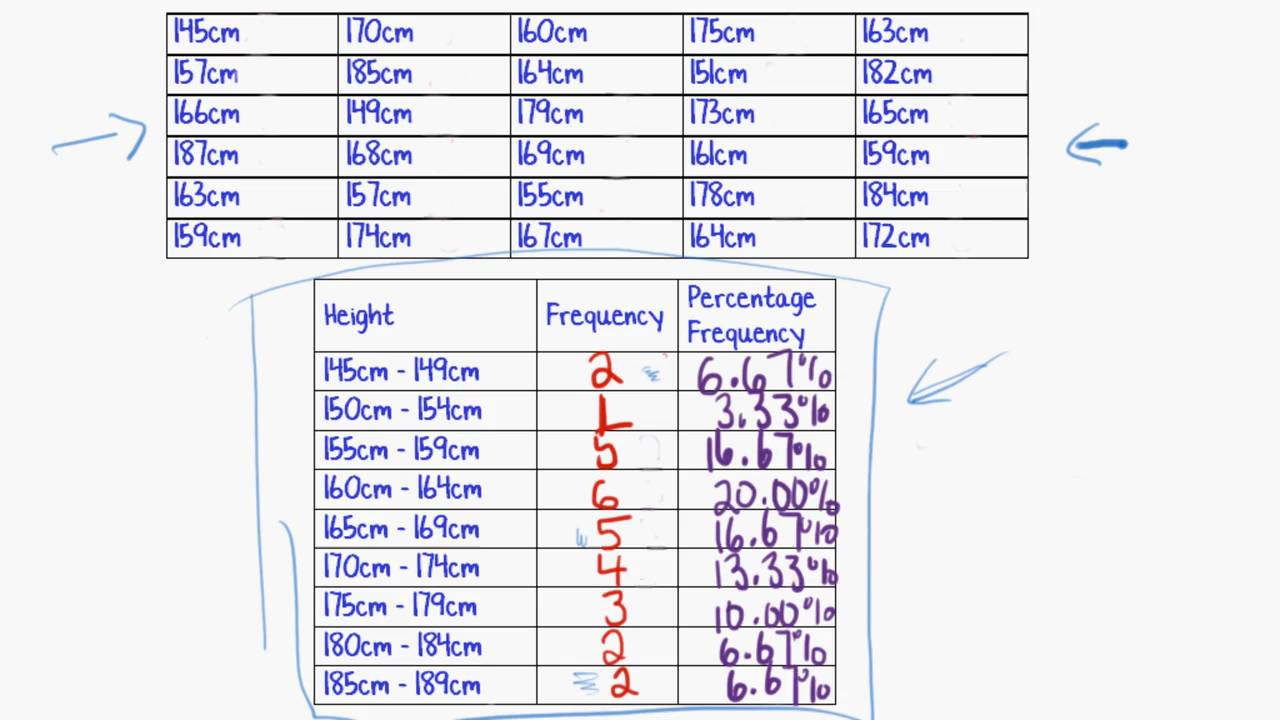 145cm 170cm 160cm 175cm 163cm
157cm 185cm 164cm 151cm 182cm
166cm 149cm 179cm 173cm 165cm
187cm 168cm 169cm 161cm 159cm
163cm 157cm 155cm 178cm 184cm
159cm 174cm 167cm 164cm 172cm
Height Frequency Percentage Frequency
145cm - 149cm 2 6.67%
150cm - 154cm 1 3.33%
155cm - 159cm 5 16.67%
160cm - 164cm 6 20.00%
165cm - 169cm 5 16.67%
170cm - 174cm 4 13.33%
175cm - 179cm 3 10.00%
180cm - 184cm 2 6.67%
185cm - 189cm 2 6.67%